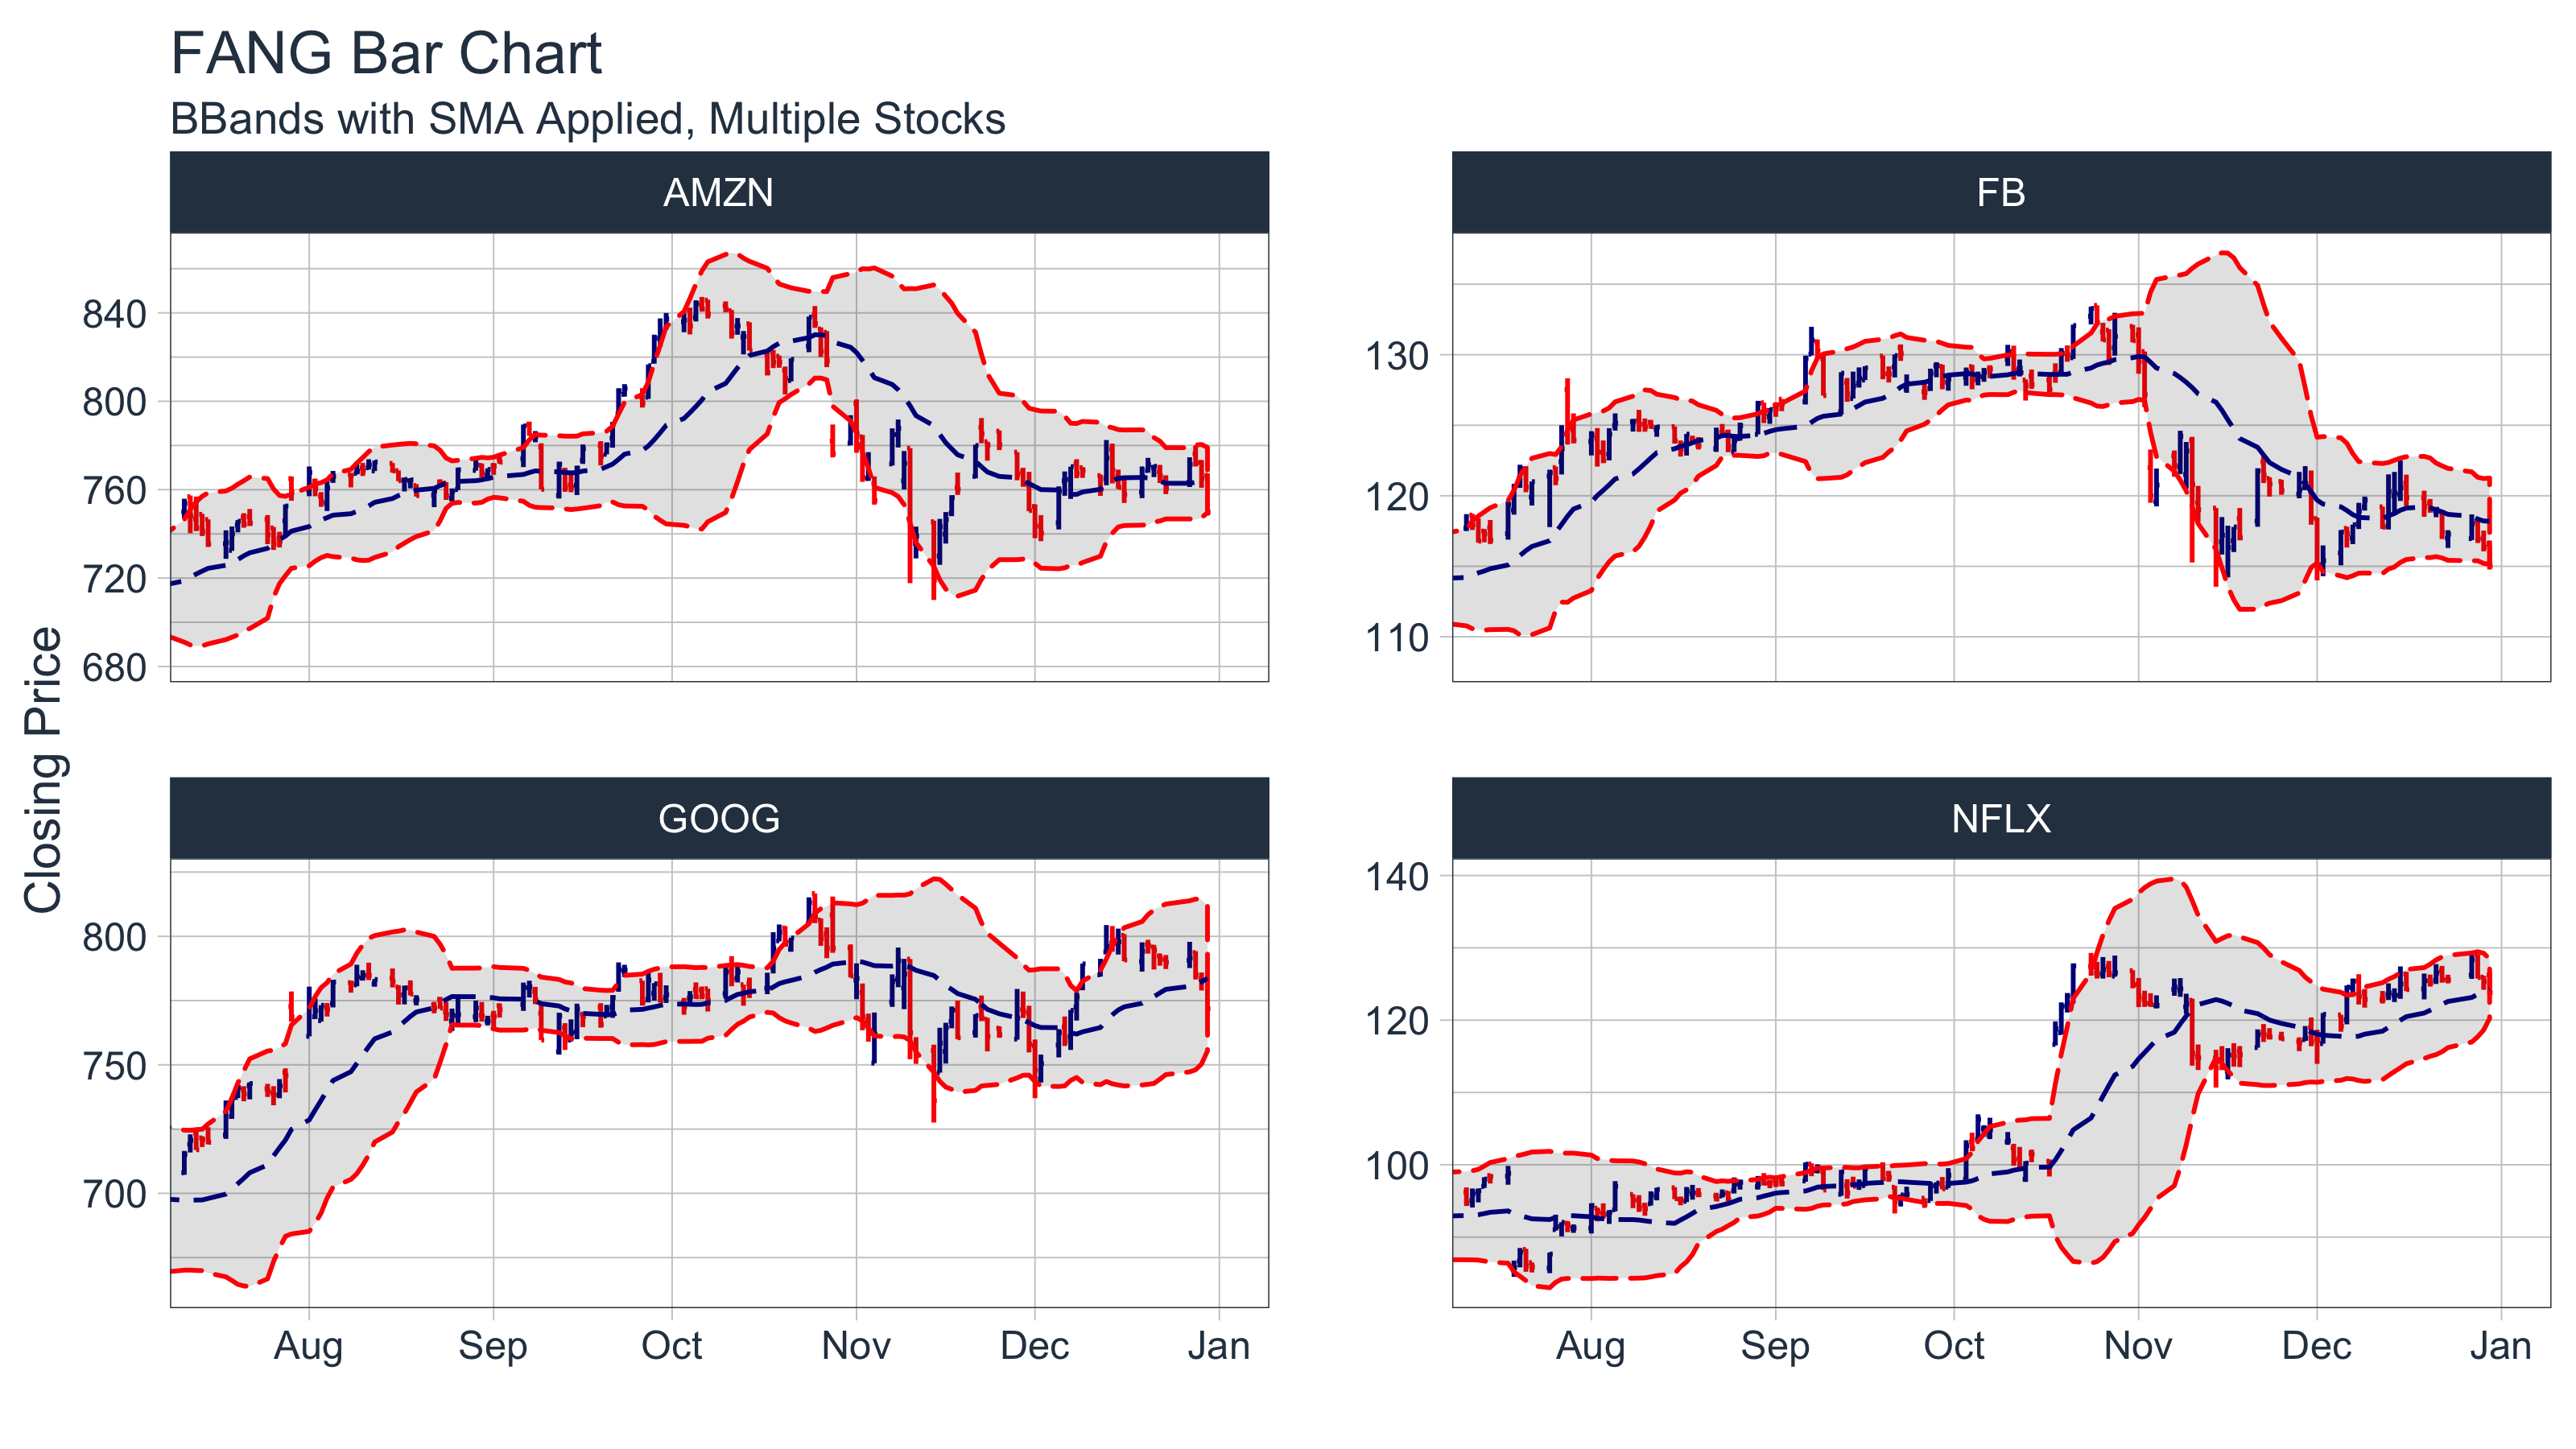 FANG Bar Chart
BBands with SMA Applied, Multiple Stocks
Closing Price
AMZN
840
800
760
720
680
FB
130
120
110
GOOG
800
750
700
Aug Sep Oct Nov Dec Jan
NFLX
140
120
100
Aug Sep Oct Nov Dec Jan